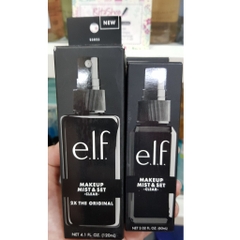 NEW
e.l.f.
MAKEUP
MIST & SET
-CLEAR-
2X THE ORIGINAL
NET 4.1 FL. OZ (120mL)
e.l.f.
MAKEUP
MIST & SET
-CLEAR-